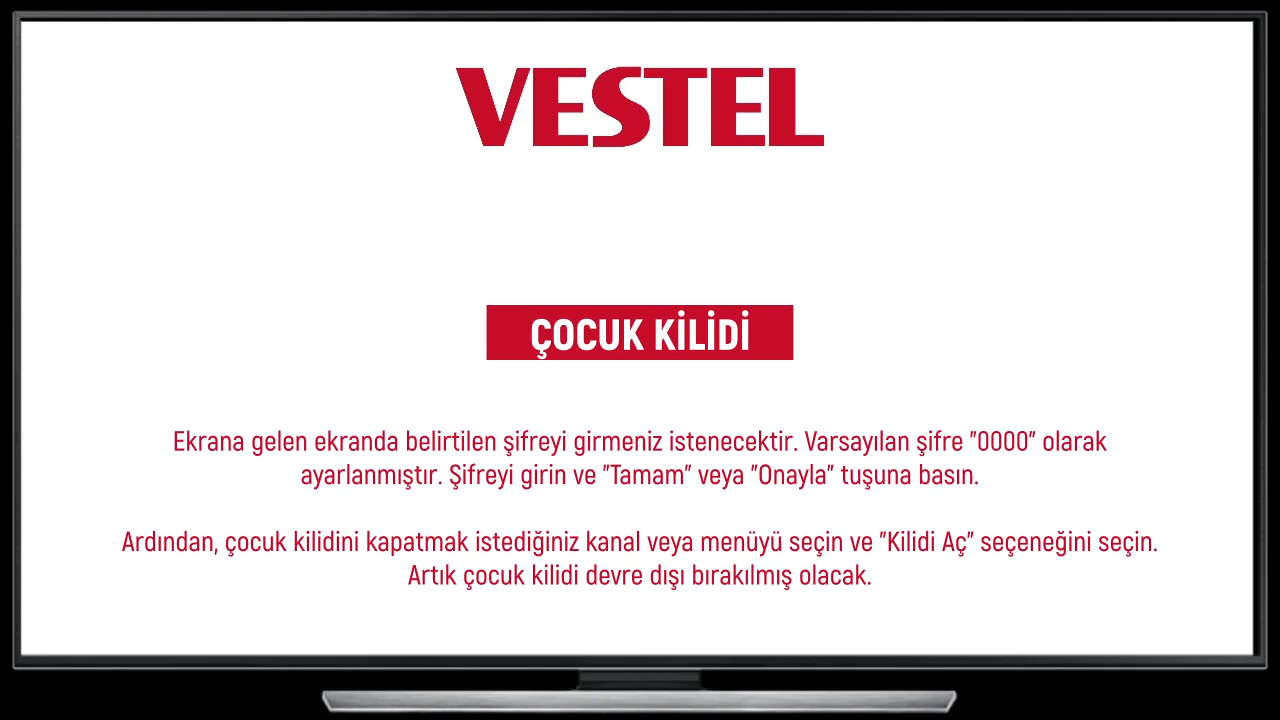 VESTEL
ÇOCUK KİLİDİ
Ekrana gelen ekranda belirtilen şifreyi girmeniz istenecektir. Varsayılan şifre "0000" olarak
ayarlanmıştır. Şifreyi girin ve "Tamam" veya "Onayla" tuşuna basın.
Ardından, çocuk kilidini kapatmak istediğiniz kanal veya menüyü seçin ve "Kilidi Aç" seçeneğini seçin.
Artık çocuk kilidi devre dışı bırakılmış olacak.